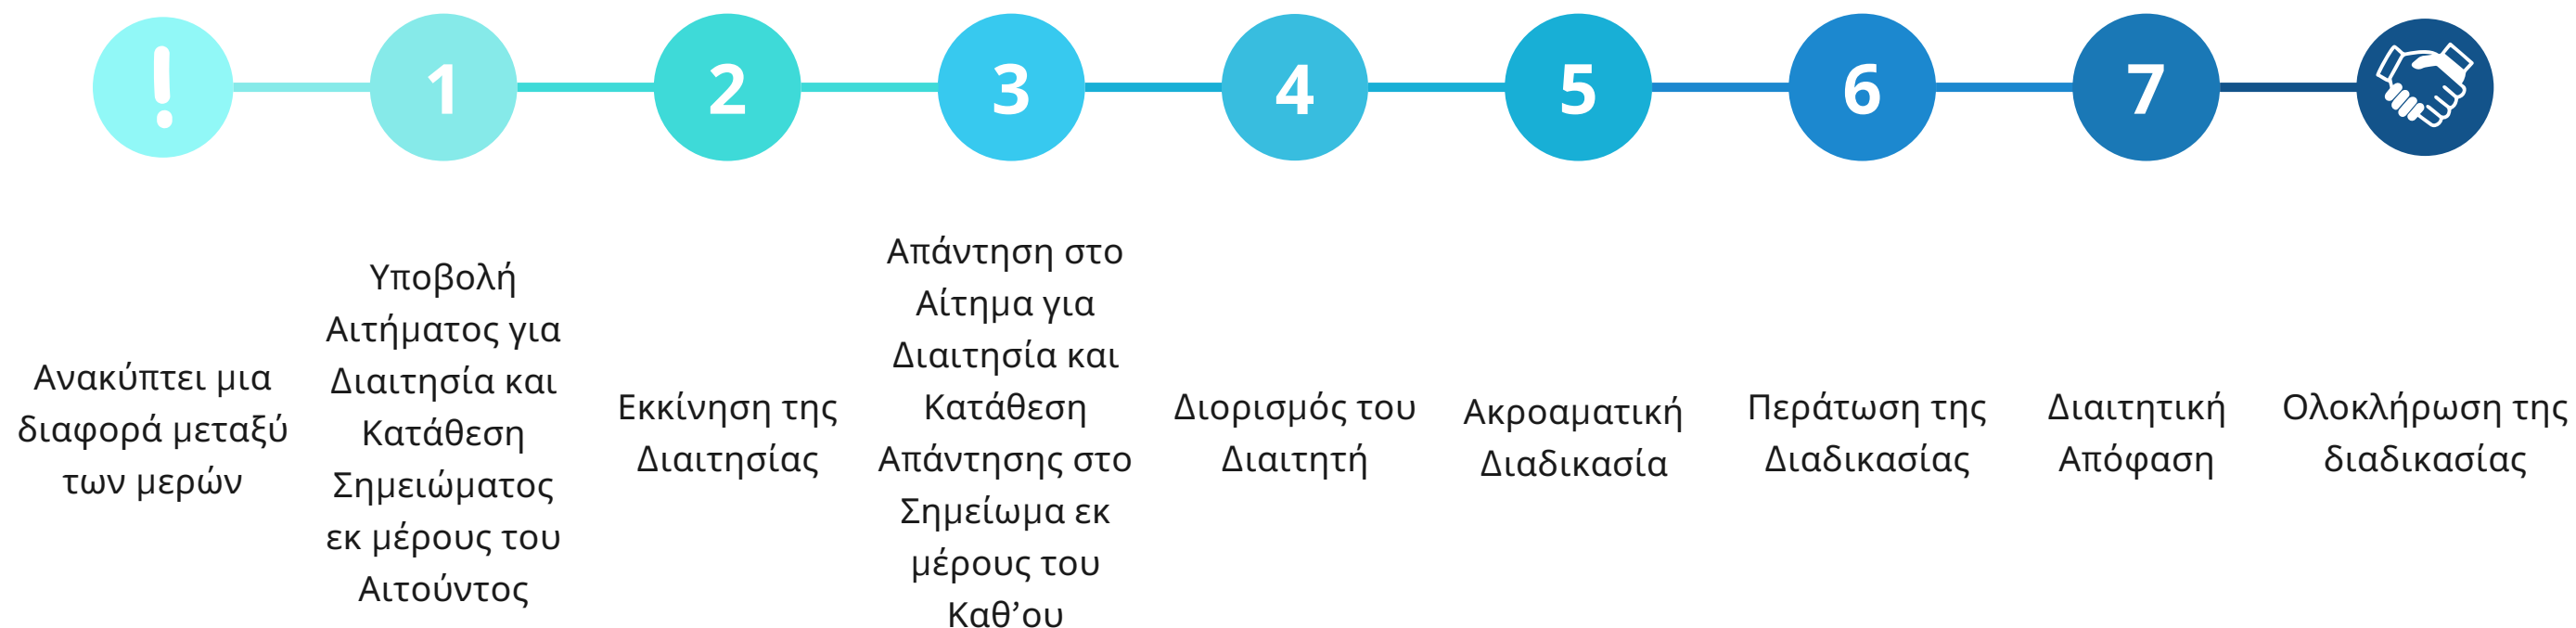 !
1
2
3
4
5
6
7
Ανακύπτει μια
διαφορά μεταξύ
των μερών
Υποβολή
Αιτήματος για
Διαιτησία και
Κατάθεση
Σημειώματος
εκ μέρους του
Αιτούντος
Εκκίνηση της
Διαιτησίας
Απάντηση στο
Αίτημα για
Διαιτησία και
Κατάθεση
Απάντησης στο
Σημείωμα εκ
μέρους του
Καθ’ου
Διορισμός του
Διαιτητή
Ακροαματική
Διαδικασία
Περάτωση της
Διαδικασίας
Διαιτητική
Απόφαση
Ολοκλήρωση της
διαδικασίας